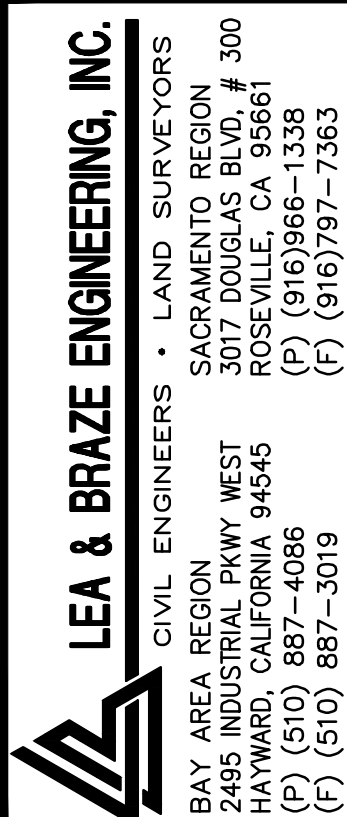 LEA & BRAZE ENGINEERING, INC.
CIVIL ENGINEERS • LAND SURVEYORS
BAY AREA REGION
2495 INDUSTRIAL PKWY WEST
HAYWARD, CALIFORNIA 94545
(P) (510) 887-4086
(F) (510) 887-3019
SACRAMENTO REGION
3017 DOUGLAS BLVD, # 300
ROSEVILLE, CA 95661
(P) (916)966-1338
(F) (916)797-7363